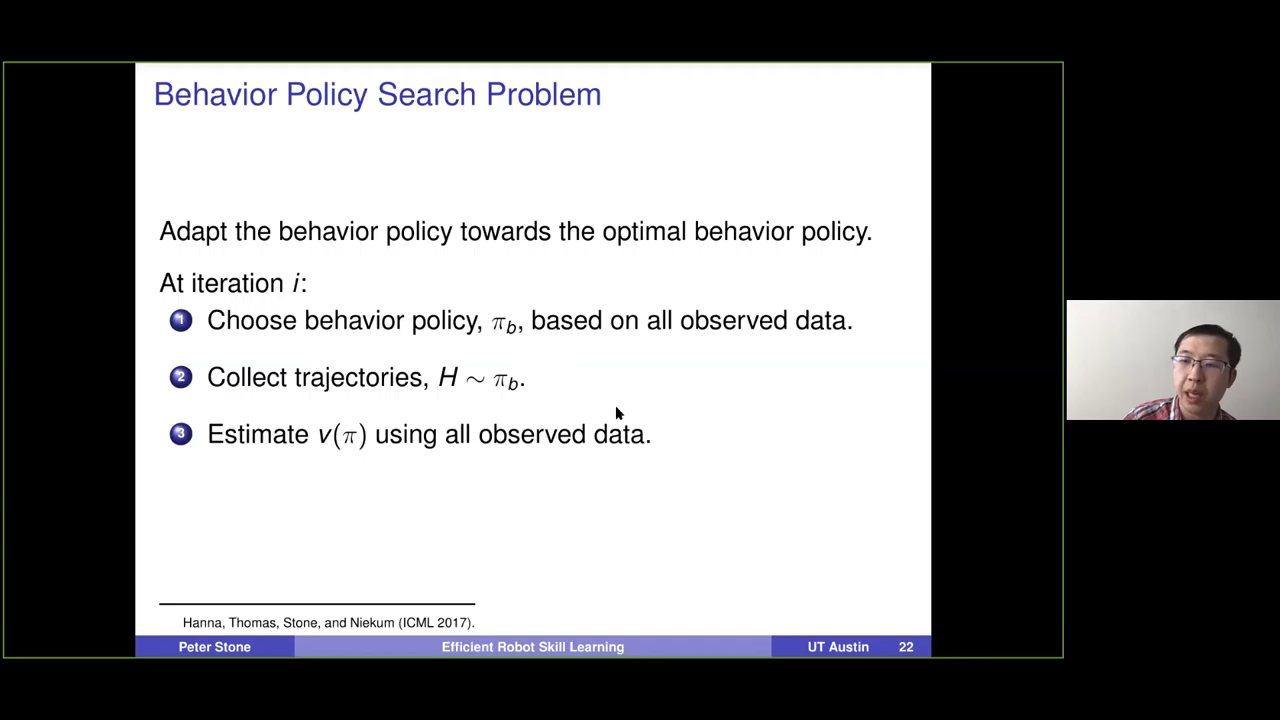 Behavior Policy Search Problem
Adapt the behavior policy towards the optimal behavior policy.
At iteration i:
1 Choose behavior policy, π_b, based on all observed data.
2 Collect trajectories, H ∼ π_b.
3 Estimate v(π) using all observed data.
Hanna, Thomas, Stone, and Niekum (ICML 2017).
Peter Stone Efficient Robot Skill Learning UT Austin 22